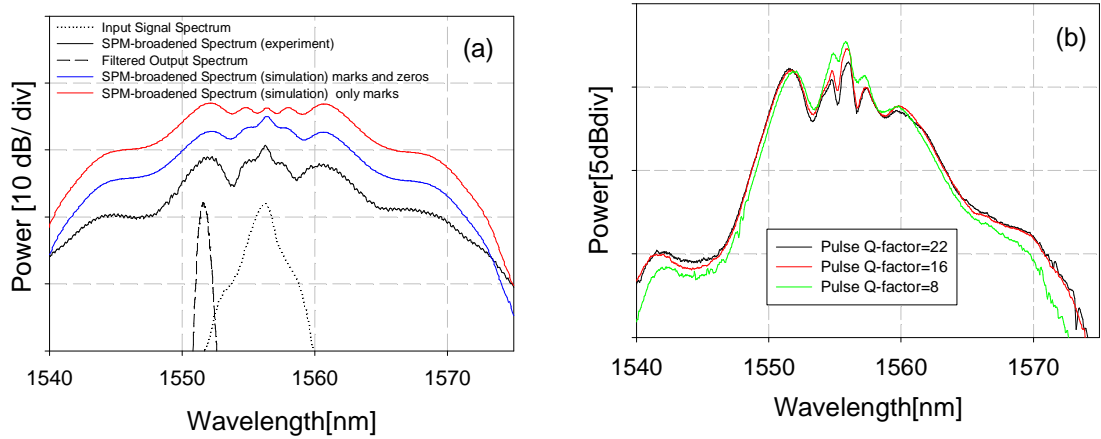 (a)
Input Signal Spectrum
SPM-broadened Spectrum (experiment)
Filtered Output Spectrum
SPM-broadened Spectrum (simulation) marks and zeros
SPM-broadened Spectrum (simulation) only marks
Power [10 dB/ div)
1540 1550 1560 1570
Wavelength[nm]
(b)
Power[5dBdiv)
Pulse Q-factor=22
Pulse Q-factor=16
Pulse Q-factor=8
1540 1550 1560 1570
Wavelength[nm]